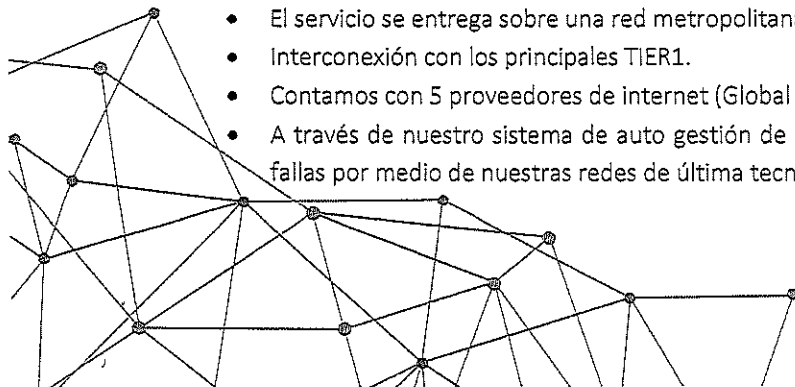 • El servicio se entrega sobre una red metropolitan
• Interconexión con los principales TIER1.
• Contamos con 5 proveedores de internet (Global
• A través de nuestro sistema de auto gestión de
fallas por medio de nuestras redes de última tecn